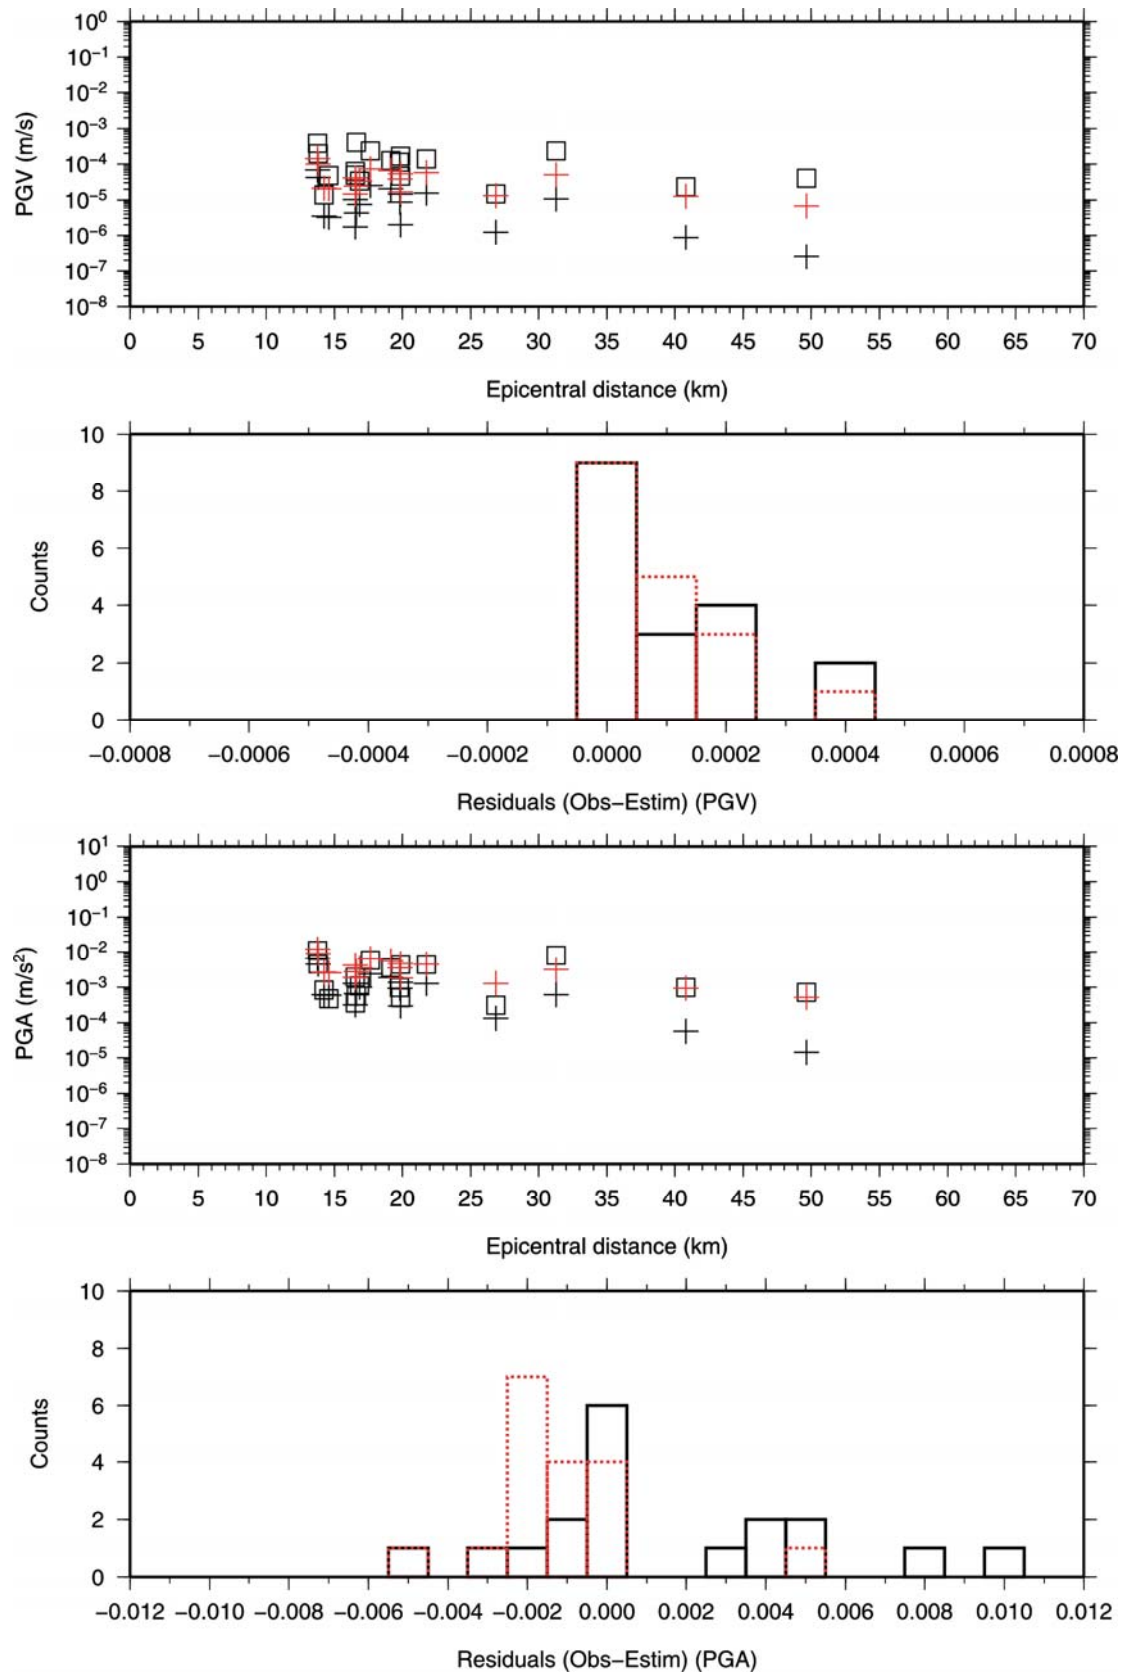 10⁰
10⁻¹
10⁻²
10⁻³
10⁻⁴
10⁻⁵
10⁻⁶
10⁻⁷
10⁻⁸
PGV (m/s)
0 5 10 15 20 25 30 35 40 45 50 55 60 65 70
Epicentral distance (km)
10
8
6
4
2
0
Counts
−0.0008 −0.0006 −0.0004 −0.0002 0.0000 0.0002 0.0004 0.0006 0.0008
Residuals (Obs−Estim) (PGV)
10¹
10⁰
10⁻¹
10⁻²
10⁻³
10⁻⁴
10⁻⁵
10⁻⁶
10⁻⁷
10⁻⁸
PGA (m/s²)
0 5 10 15 20 25 30 35 40 45 50 55 60 65 70
Epicentral distance (km)
10
8
6
4
2
0
Counts
−0.012 −0.010 −0.008 −0.006 −0.004 −0.002 0.000 0.002 0.004 0.006 0.008 0.010 0.012
Residuals (Obs−Estim) (PGA)